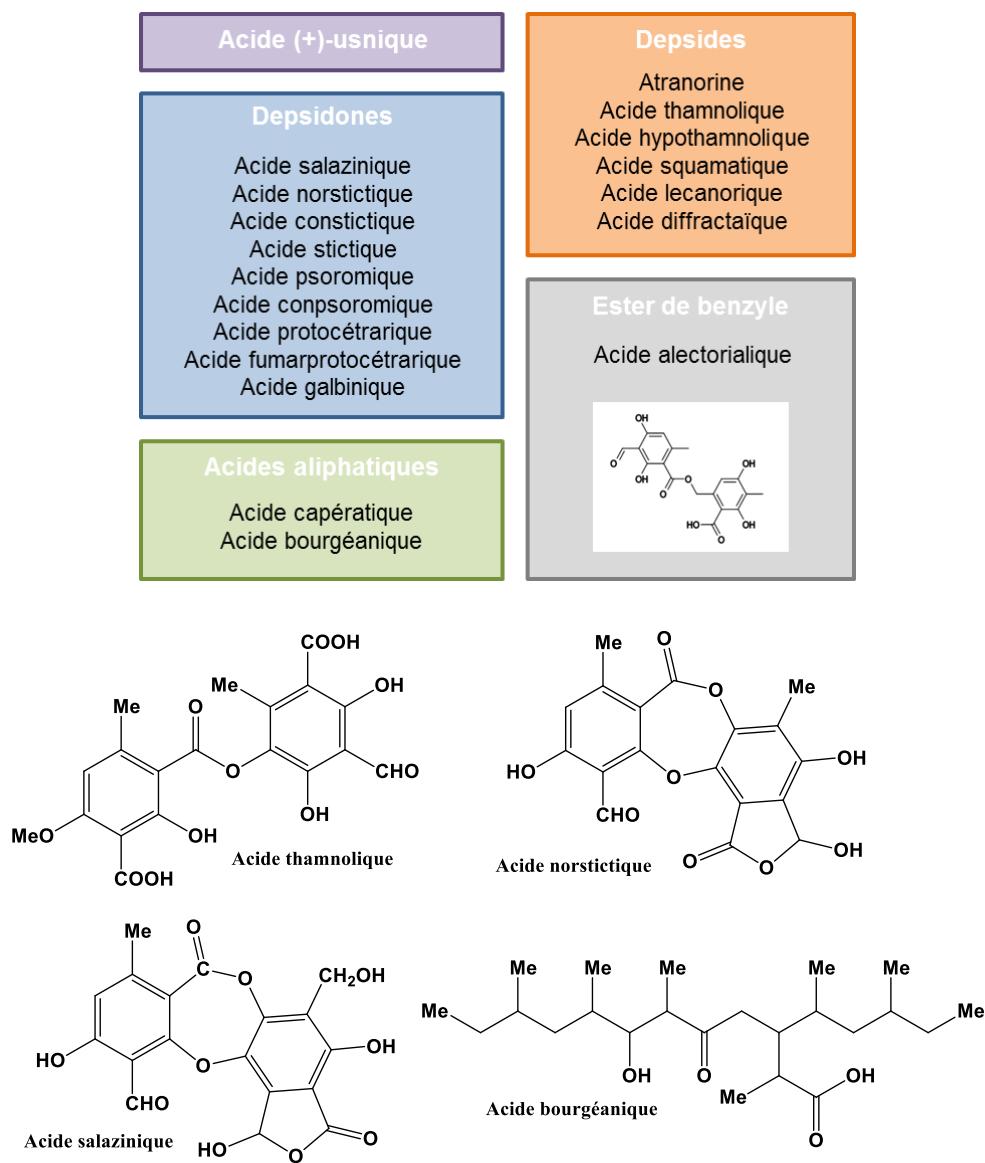 Acide (+)-usnique
Depsidones
Acide salazinique
Acide norstictique
Acide constictique
Acide stictique
Acide psoromique
Acide conpsoromique
Acide protocétrarique
Acide fumarprotocétrarique
Acide galbinique
Acides aliphatiques
Acide capératique
Acide bourgéanique
Depsides
Atranorine
Acide thamnolique
Acide hypothamnolique
Acide squamatique
Acide lecanorique
Acide diffractaïque
Ester de benzyle
Acide alectorialique
OH
O
OH
O
O
OH
HO
O
OH
COOH
Me
OH
Me
O
O
CHO
OH
MeO
OH
COOH
Acide thamnolique
Me
O
O
Me
HO
O
OH
CHO
O
O
OH
Acide norstictique
Me
O
C
O
CH2OH
HO
O
OH
CHO
HO
O
O
Acide salazinique
Me
Me
Me
Me
Me
Me
Me
OH
O
Me
OH
O
Acide bourgéanique